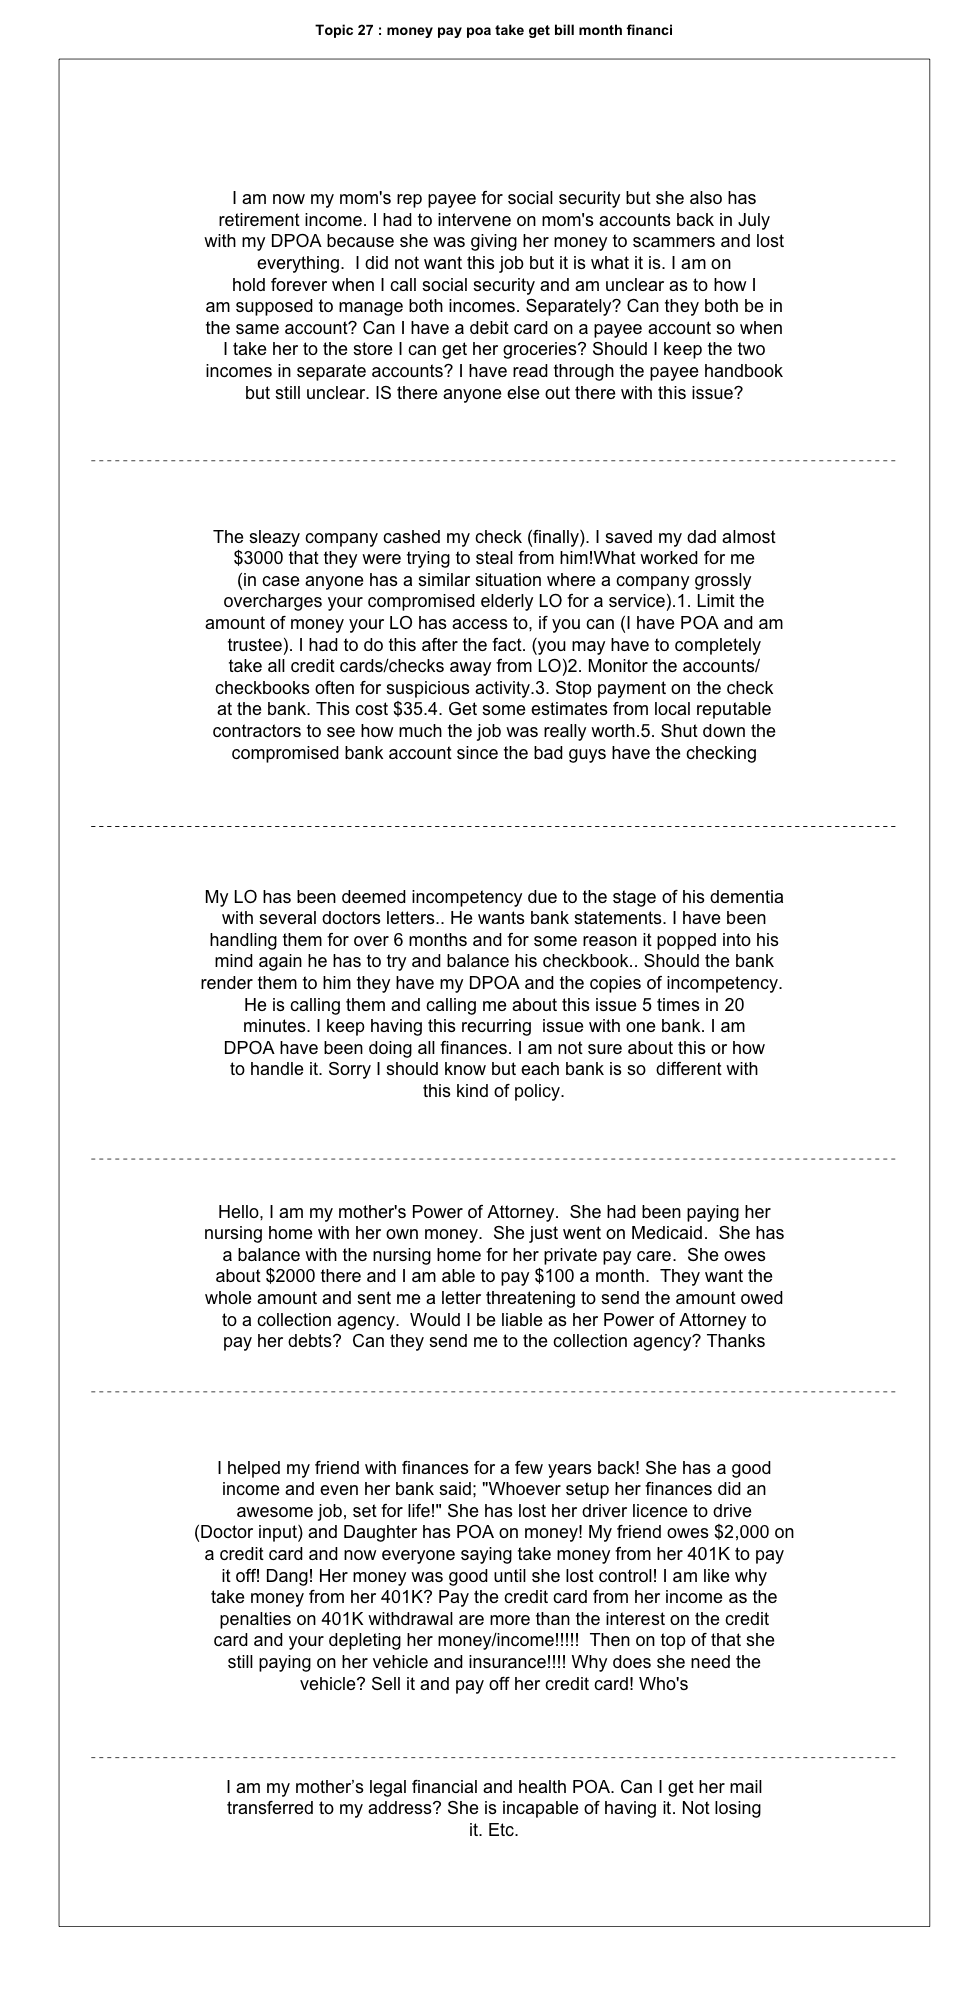 Topic 27 : money pay poa take get bill month financi
I am now my mom's rep payee for social security but she also has
retirement income. I had to intervene on mom's accounts back in July
with my DPOA because she was giving her money to scammers and lost
everything.  I did not want this job but it is what it is. I am on
hold forever when I call social security and am unclear as to how I
am supposed to manage both incomes. Separately? Can they both be in
the same account? Can I have a debit card on a payee account so when
I take her to the store I can get her groceries? Should I keep the two
incomes in separate accounts? I have read through the payee handbook
but still unclear. IS there anyone else out there with this issue?
The sleazy company cashed my check (finally). I saved my dad almost
$3000 that they were trying to steal from him!What worked for me
(in case anyone has a similar situation where a company grossly
overcharges your compromised elderly LO for a service).1. Limit the
amount of money your LO has access to, if you can (I have POA and am
trustee). I had to do this after the fact. (you may have to completely
take all credit cards/checks away from LO)2. Monitor the accounts/
checkbooks often for suspicious activity.3. Stop payment on the check
at the bank. This cost $35.4. Get some estimates from local reputable
contractors to see how much the job was really worth.5. Shut down the
compromised bank account since the bad guys have the checking
My LO has been deemed incompetency due to the stage of his dementia
with several doctors letters.. He wants bank statements. I have been
handling them for over 6 months and for some reason it popped into his
mind again he has to try and balance his checkbook.. Should the bank
render them to him they have my DPOA and the copies of incompetency.
He is calling them and calling me about this issue 5 times in 20
minutes. I keep having this recurring  issue with one bank. I am
DPOA have been doing all finances. I am not sure about this or how
to handle it. Sorry I should know but each bank is so  different with
this kind of policy.
Hello, I am my mother's Power of Attorney.  She had been paying her
nursing home with her own money.  She just went on Medicaid.  She has
a balance with the nursing home for her private pay care.  She owes
about $2000 there and I am able to pay $100 a month.  They want the
whole amount and sent me a letter threatening to send the amount owed
to a collection agency.  Would I be liable as her Power of Attorney to
pay her debts?  Can they send me to the collection agency? Thanks
I helped my friend with finances for a few years back! She has a good
income and even her bank said; "Whoever setup her finances did an
awesome job, set for life!" She has lost her driver licence to drive
(Doctor input) and Daughter has POA on money! My friend owes $2,000 on
a credit card and now everyone saying take money from her 401K to pay
it off! Dang! Her money was good until she lost control! I am like why
take money from her 401K? Pay the credit card from her income as the
penalties on 401K withdrawal are more than the interest on the credit
card and your depleting her money/income!!!!!  Then on top of that she
still paying on her vehicle and insurance!!!! Why does she need the
vehicle? Sell it and pay off her credit card! Who's
I am my mother’s legal financial and health POA. Can I get her mail
transferred to my address? She is incapable of having it. Not losing
it. Etc.